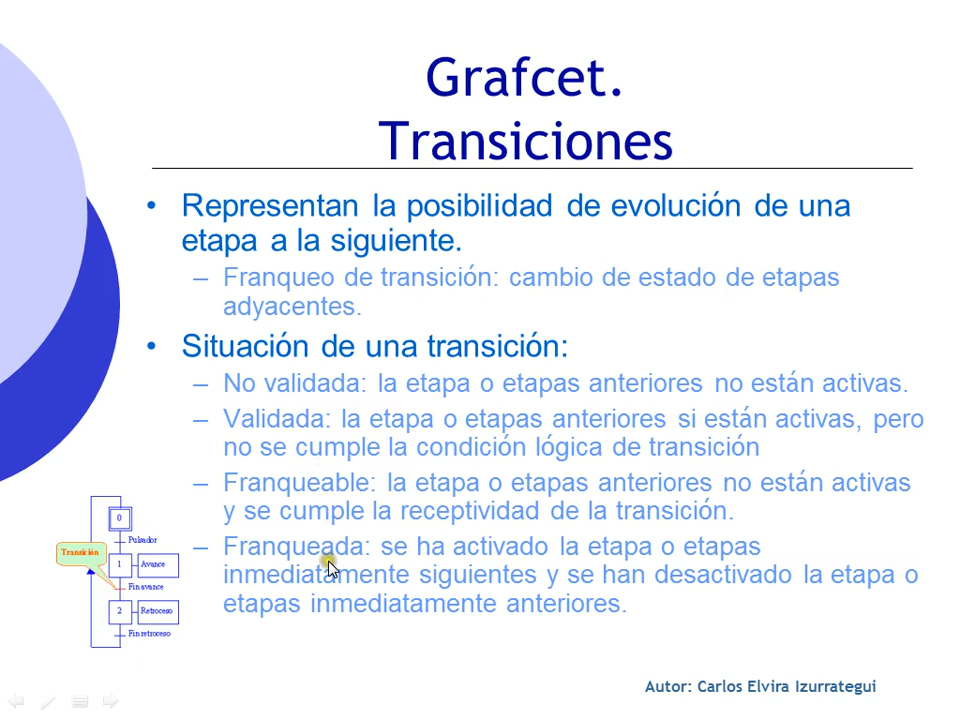 Grafcet.
Transiciones
• Representan la posibilidad de evolución de una
etapa a la siguiente.
– Franqueo de transición: cambio de estado de etapas
adyacentes.
• Situación de una transición:
– No validada: la etapa o etapas anteriores no están activas.
– Validada: la etapa o etapas anteriores si están activas, pero
no se cumple la condición lógica de transición
– Franqueable: la etapa o etapas anteriores no están activas
y se cumple la receptividad de la transición.
– Franqueada: se ha activado la etapa o etapas
inmediatamente siguientes y se han desactivado la etapa o
etapas inmediatamente anteriores.
0
Pulsador
Transición
1 Avance
Fin avance
2 Retroceso
Fin retroceso
Autor: Carlos Elvira Izurrategui